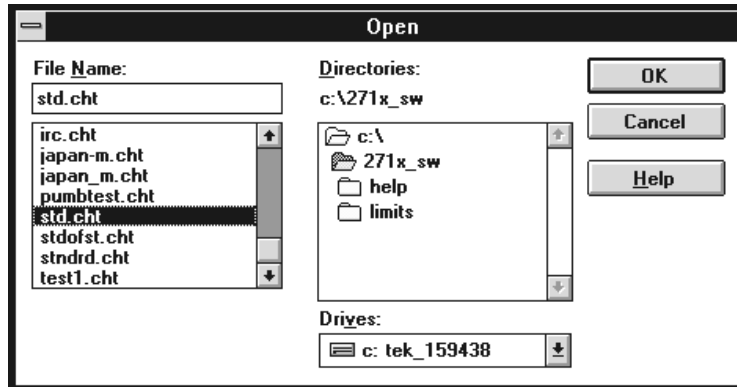 Open
File Name:
std.cht
irc.cht
japan-m.cht
japan_m.cht
pumbtest.cht
std.cht
stdofst.cht
stndrd.cht
test1.cht
Directories:
c:\271x_sw
c:\
271x_sw
help
limits
Drives:
c: tek_159438
OK
Cancel
Help